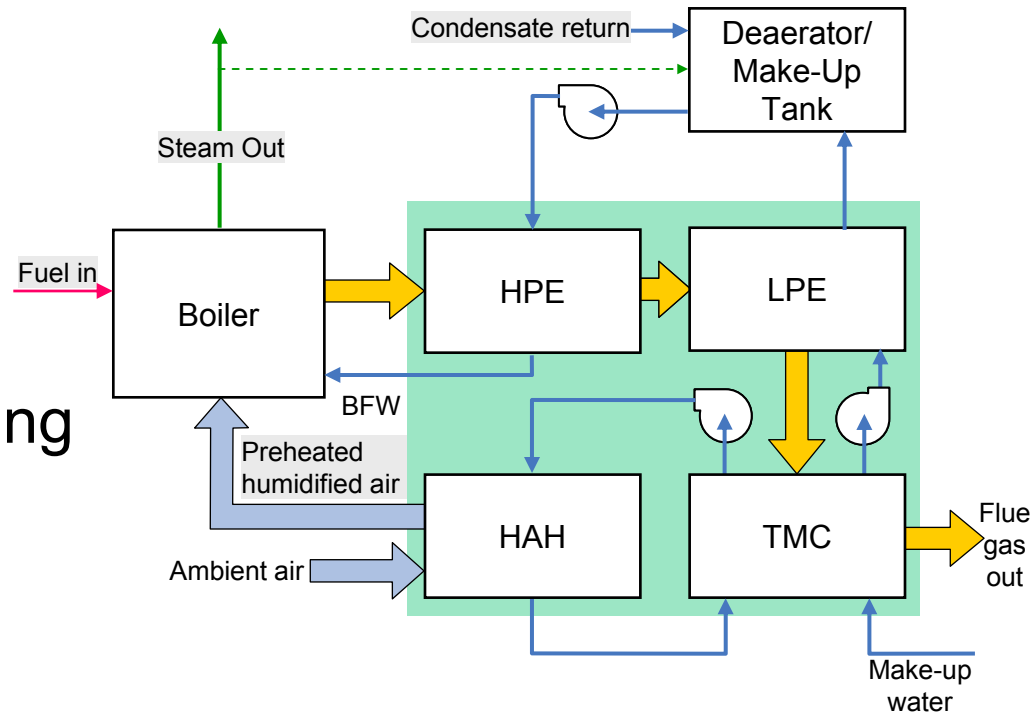 Condensate return
Deaerator/
Make-Up
Tank
Steam Out
Fuel in
Boiler
HPE
LPE
BFW
ng
Preheated
humidified air
HAH
TMC
Flue
gas
out
Ambient air
Make-up
water